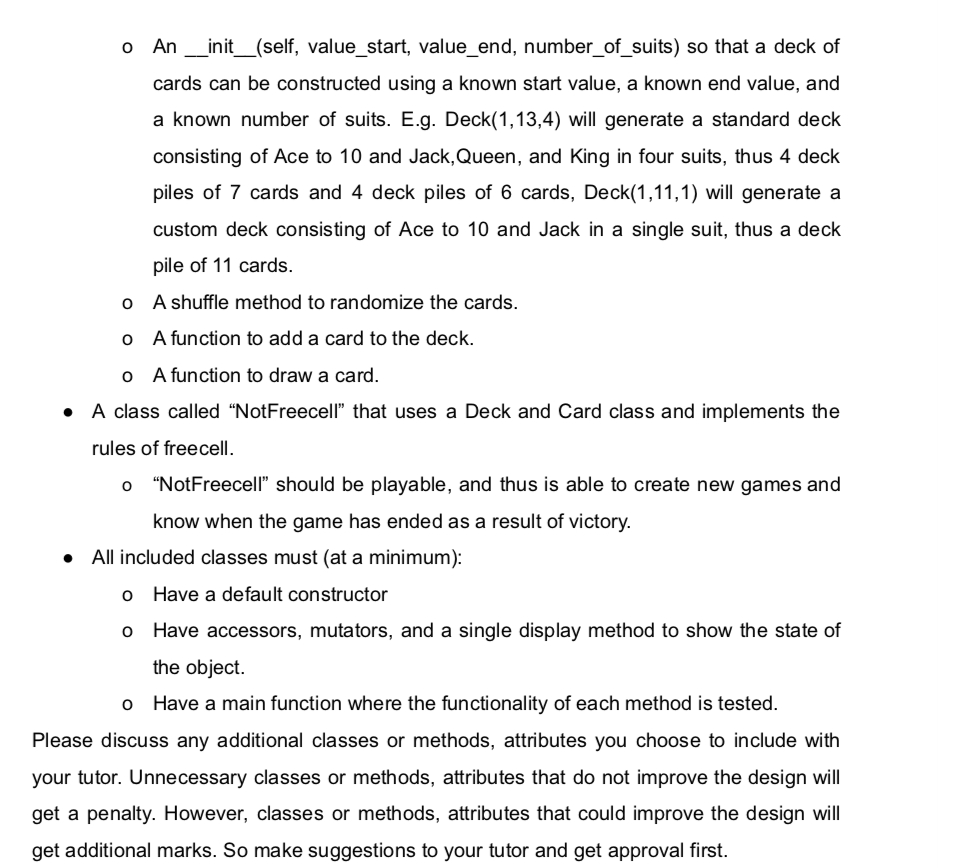 o An __init__(self, value_start, value_end, number_of_suits) so that a deck of
cards can be constructed using a known start value, a known end value, and
a known number of suits. E.g. Deck(1,13,4) will generate a standard deck
consisting of Ace to 10 and Jack,Queen, and King in four suits, thus 4 deck
piles of 7 cards and 4 deck piles of 6 cards, Deck(1,11,1) will generate a
custom deck consisting of Ace to 10 and Jack in a single suit, thus a deck
pile of 11 cards.
o A shuffle method to randomize the cards.
o A function to add a card to the deck.
o A function to draw a card.
● A class called “NotFreecell” that uses a Deck and Card class and implements the
rules of freecell.
o “NotFreecell” should be playable, and thus is able to create new games and
know when the game has ended as a result of victory.
● All included classes must (at a minimum):
o Have a default constructor
o Have accessors, mutators, and a single display method to show the state of
the object.
o Have a main function where the functionality of each method is tested.
Please discuss any additional classes or methods, attributes you choose to include with
your tutor. Unnecessary classes or methods, attributes that do not improve the design will
get a penalty. However, classes or methods, attributes that could improve the design will
get additional marks. So make suggestions to your tutor and get approval first.